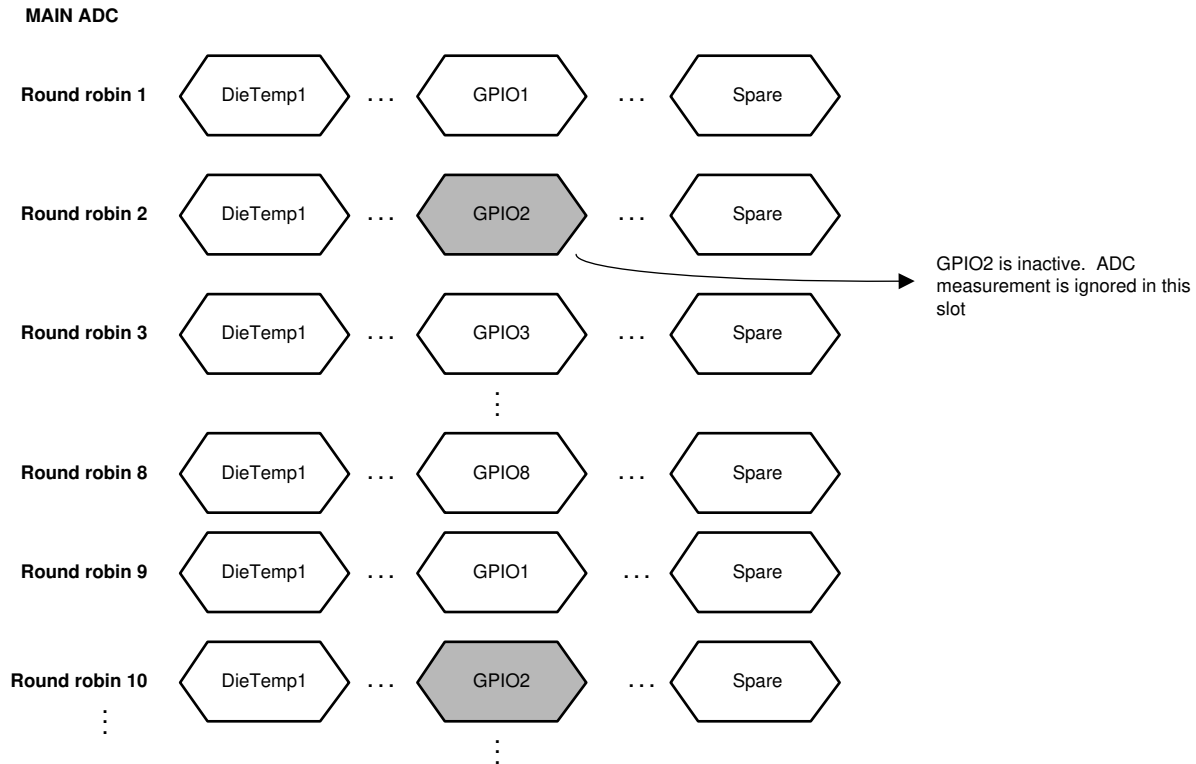 MAIN ADC
Round robin 1 DieTemp1 ... GPIO1 ... Spare
Round robin 2 DieTemp1 ... GPIO2 ... Spare
GPIO2 is inactive. ADC
measurement is ignored in this
slot
Round robin 3 DieTemp1 ... GPIO3 ... Spare
Round robin 8 DieTemp1 ... GPIO8 ... Spare
Round robin 9 DieTemp1 ... GPIO1 ... Spare
Round robin 10 DieTemp1 ... GPIO2 ... Spare